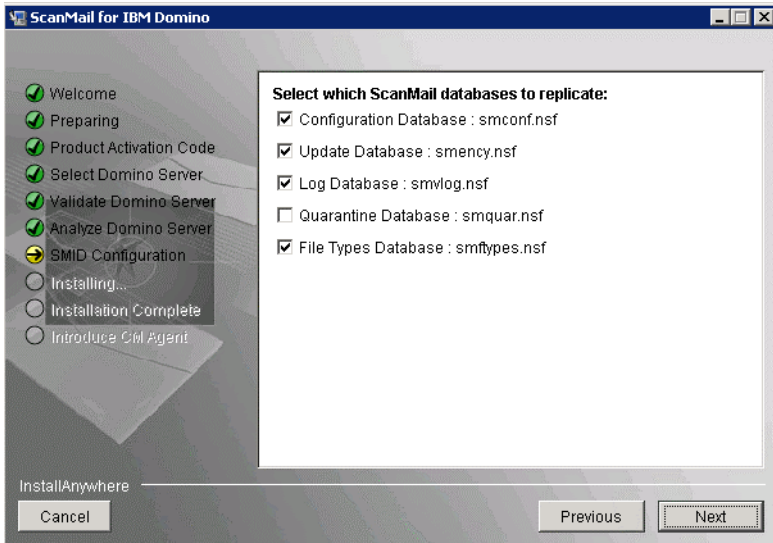 ScanMail for IBM Domino
Welcome
Preparing
Product Activation Code
Select Domino Server
Validate Domino Server
Analyze Domino Server
SMID Configuration
Installing...
Installation Complete
Introduce CM Agent
Select which ScanMail databases to replicate:
Configuration Database : smconf.nsf
Update Database : smency.nsf
Log Database : smvlog.nsf
Quarantine Database : smquar.nsf
File Types Database : smftypes.nsf
InstallAnywhere
Cancel
Previous
Next